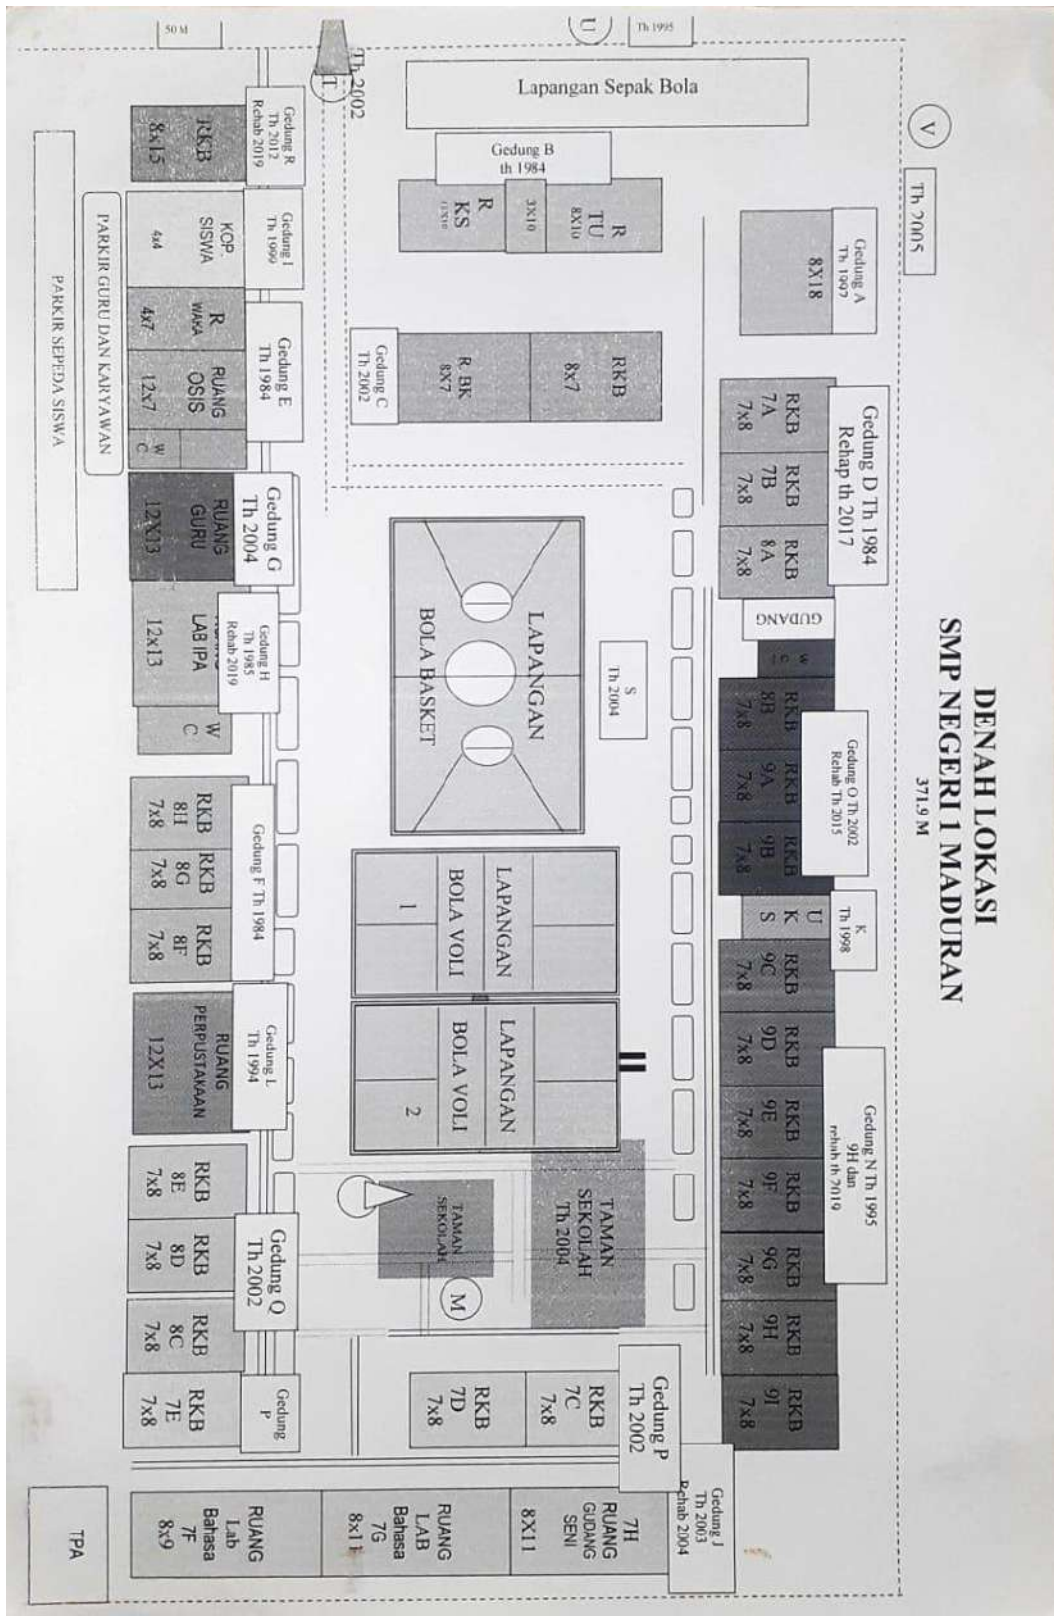 DENAH LOKASI
SMP NEGERI 1 MADURAN
371.9 M
50 M
Th 2002
T
U
Th 1995
V
Th 2005
Lapangan Sepak Bola
Gedung B
th 1984
R
KS
3X10
R
TU
8X10
Gedung A
Th 1997
8X18
Gedung C
Th 2002
R BK
8X7
RKB
8x7
Gedung D Th 1984
Rehap th 2017
RKB
7A
7x8
RKB
7B
7x8
RKB
8A
7x8
GUDANG
W
C
Gedung O Th 2002
Rehab Th 2015
RKB
8B
7x8
RKB
9A
7x8
RKB
9B
7x8
K
Th 1998
U
K
S
Gedung N Th 1995
9H dan
rehab th 2019
RKB
9C
7x8
RKB
9D
7x8
RKB
9E
7x8
RKB
9F
7x8
RKB
9G
7x8
RKB
9H
7x8
RKB
9I
7x8
Gedung R
Th 2012
Rehab 2019
RKB
8x15
Gedung I
Th 1999
KOP.
SISWA
4x4
Gedung E
Th 1984
R
WAKA
4x7
RUANG
OSIS
12x7
W
C
Gedung G
Th 2004
RUANG
GURU
12X13
Gedung H
Th 1985
Rehab 2019
LAB IPA
12x13
W
C
Gedung F Th 1984
RKB
8H
7x8
RKB
8G
7x8
RKB
8F
7x8
Gedung L
Th 1994
RUANG
PERPUSTAKAAN
12X13
Gedung Q
Th 2002
RKB
8E
7x8
RKB
8D
7x8
RKB
8C
7x8
Gedung
P
RKB
7E
7x8
PARKIR GURU DAN KARYAWAN
PARKIR SEPEDA SISWA
S
Th 2004
LAPANGAN
BOLA BASKET
LAPANGAN
BOLA VOLI
1
LAPANGAN
BOLA VOLI
2
TAMAN
SEKOLAH
Th 2004
TAMAN
SEKOLAH
M
Gedung P
Th 2002
RKB
7C
7x8
RKB
7D
7x8
Gedung J
Th 2003
Rehab 2004
7H
RUANG
GUDANG
SENI
8X11
RUANG
LAB
Bahasa
7G
8x11
RUANG
Lab
Bahasa
7F
8x9
TPA